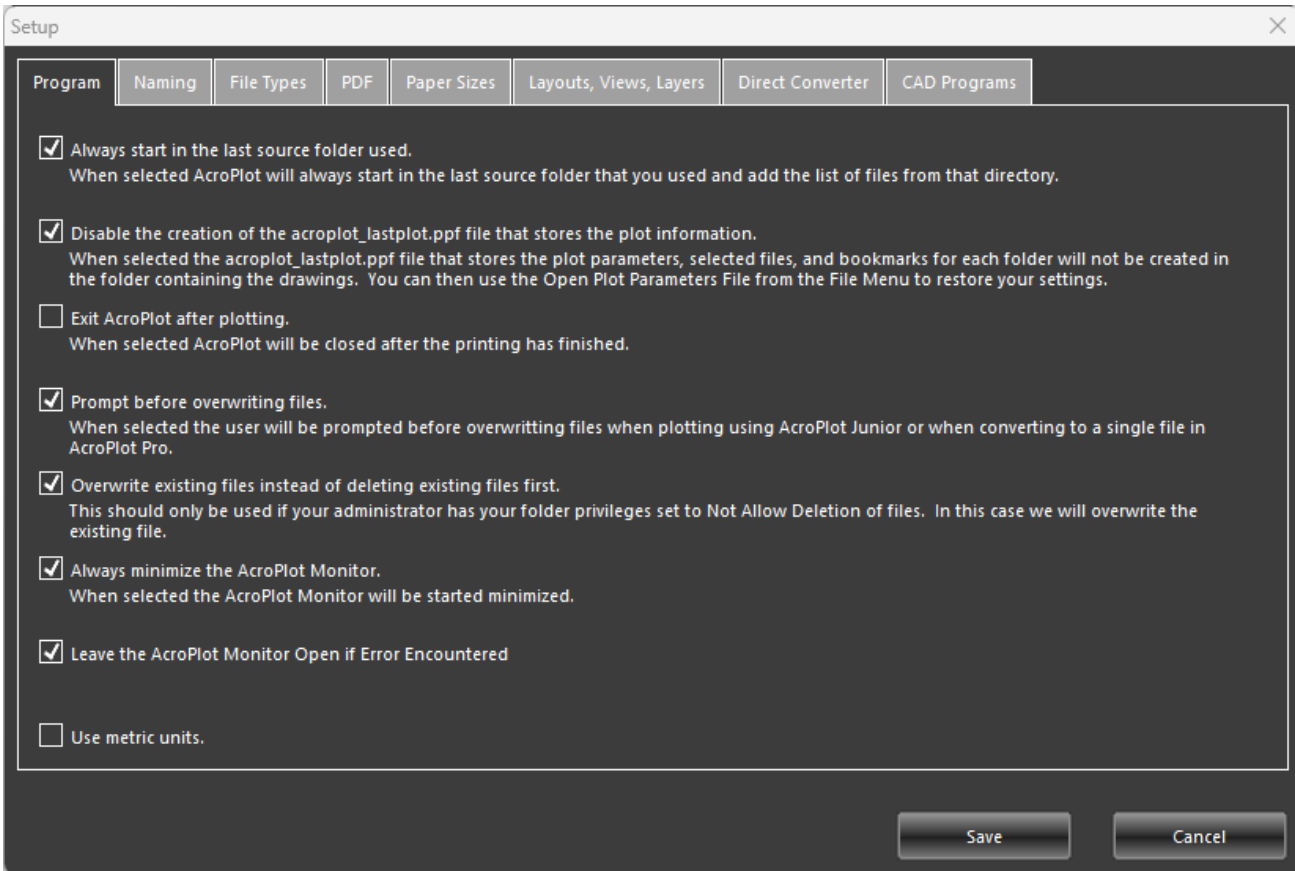 Setup
Program
Naming
File Types
PDF
Paper Sizes
Layouts, Views, Layers
Direct Converter
CAD Programs
Always start in the last source folder used.
When selected AcroPlot will always start in the last source folder that you used and add the list of files from that directory.
Disable the creation of the acroplot_lastplot.ppf file that stores the plot information.
When selected the acroplot_lastplot.ppf file that stores the plot parameters, selected files, and bookmarks for each folder will not be created in
the folder containing the drawings.  You can then use the Open Plot Parameters File from the File Menu to restore your settings.
Exit AcroPlot after plotting.
When selected AcroPlot will be closed after the printing has finished.
Prompt before overwriting files.
When selected the user will be prompted before overwritting files when plotting using AcroPlot Junior or when converting to a single file in
AcroPlot Pro.
Overwrite existing files instead of deleting existing files first.
This should only be used if your administrator has your folder privileges set to Not Allow Deletion of files.  In this case we will overwrite the
existing file.
Always minimize the AcroPlot Monitor.
When selected the AcroPlot Monitor will be started minimized.
Leave the AcroPlot Monitor Open if Error Encountered
Use metric units.
Save
Cancel